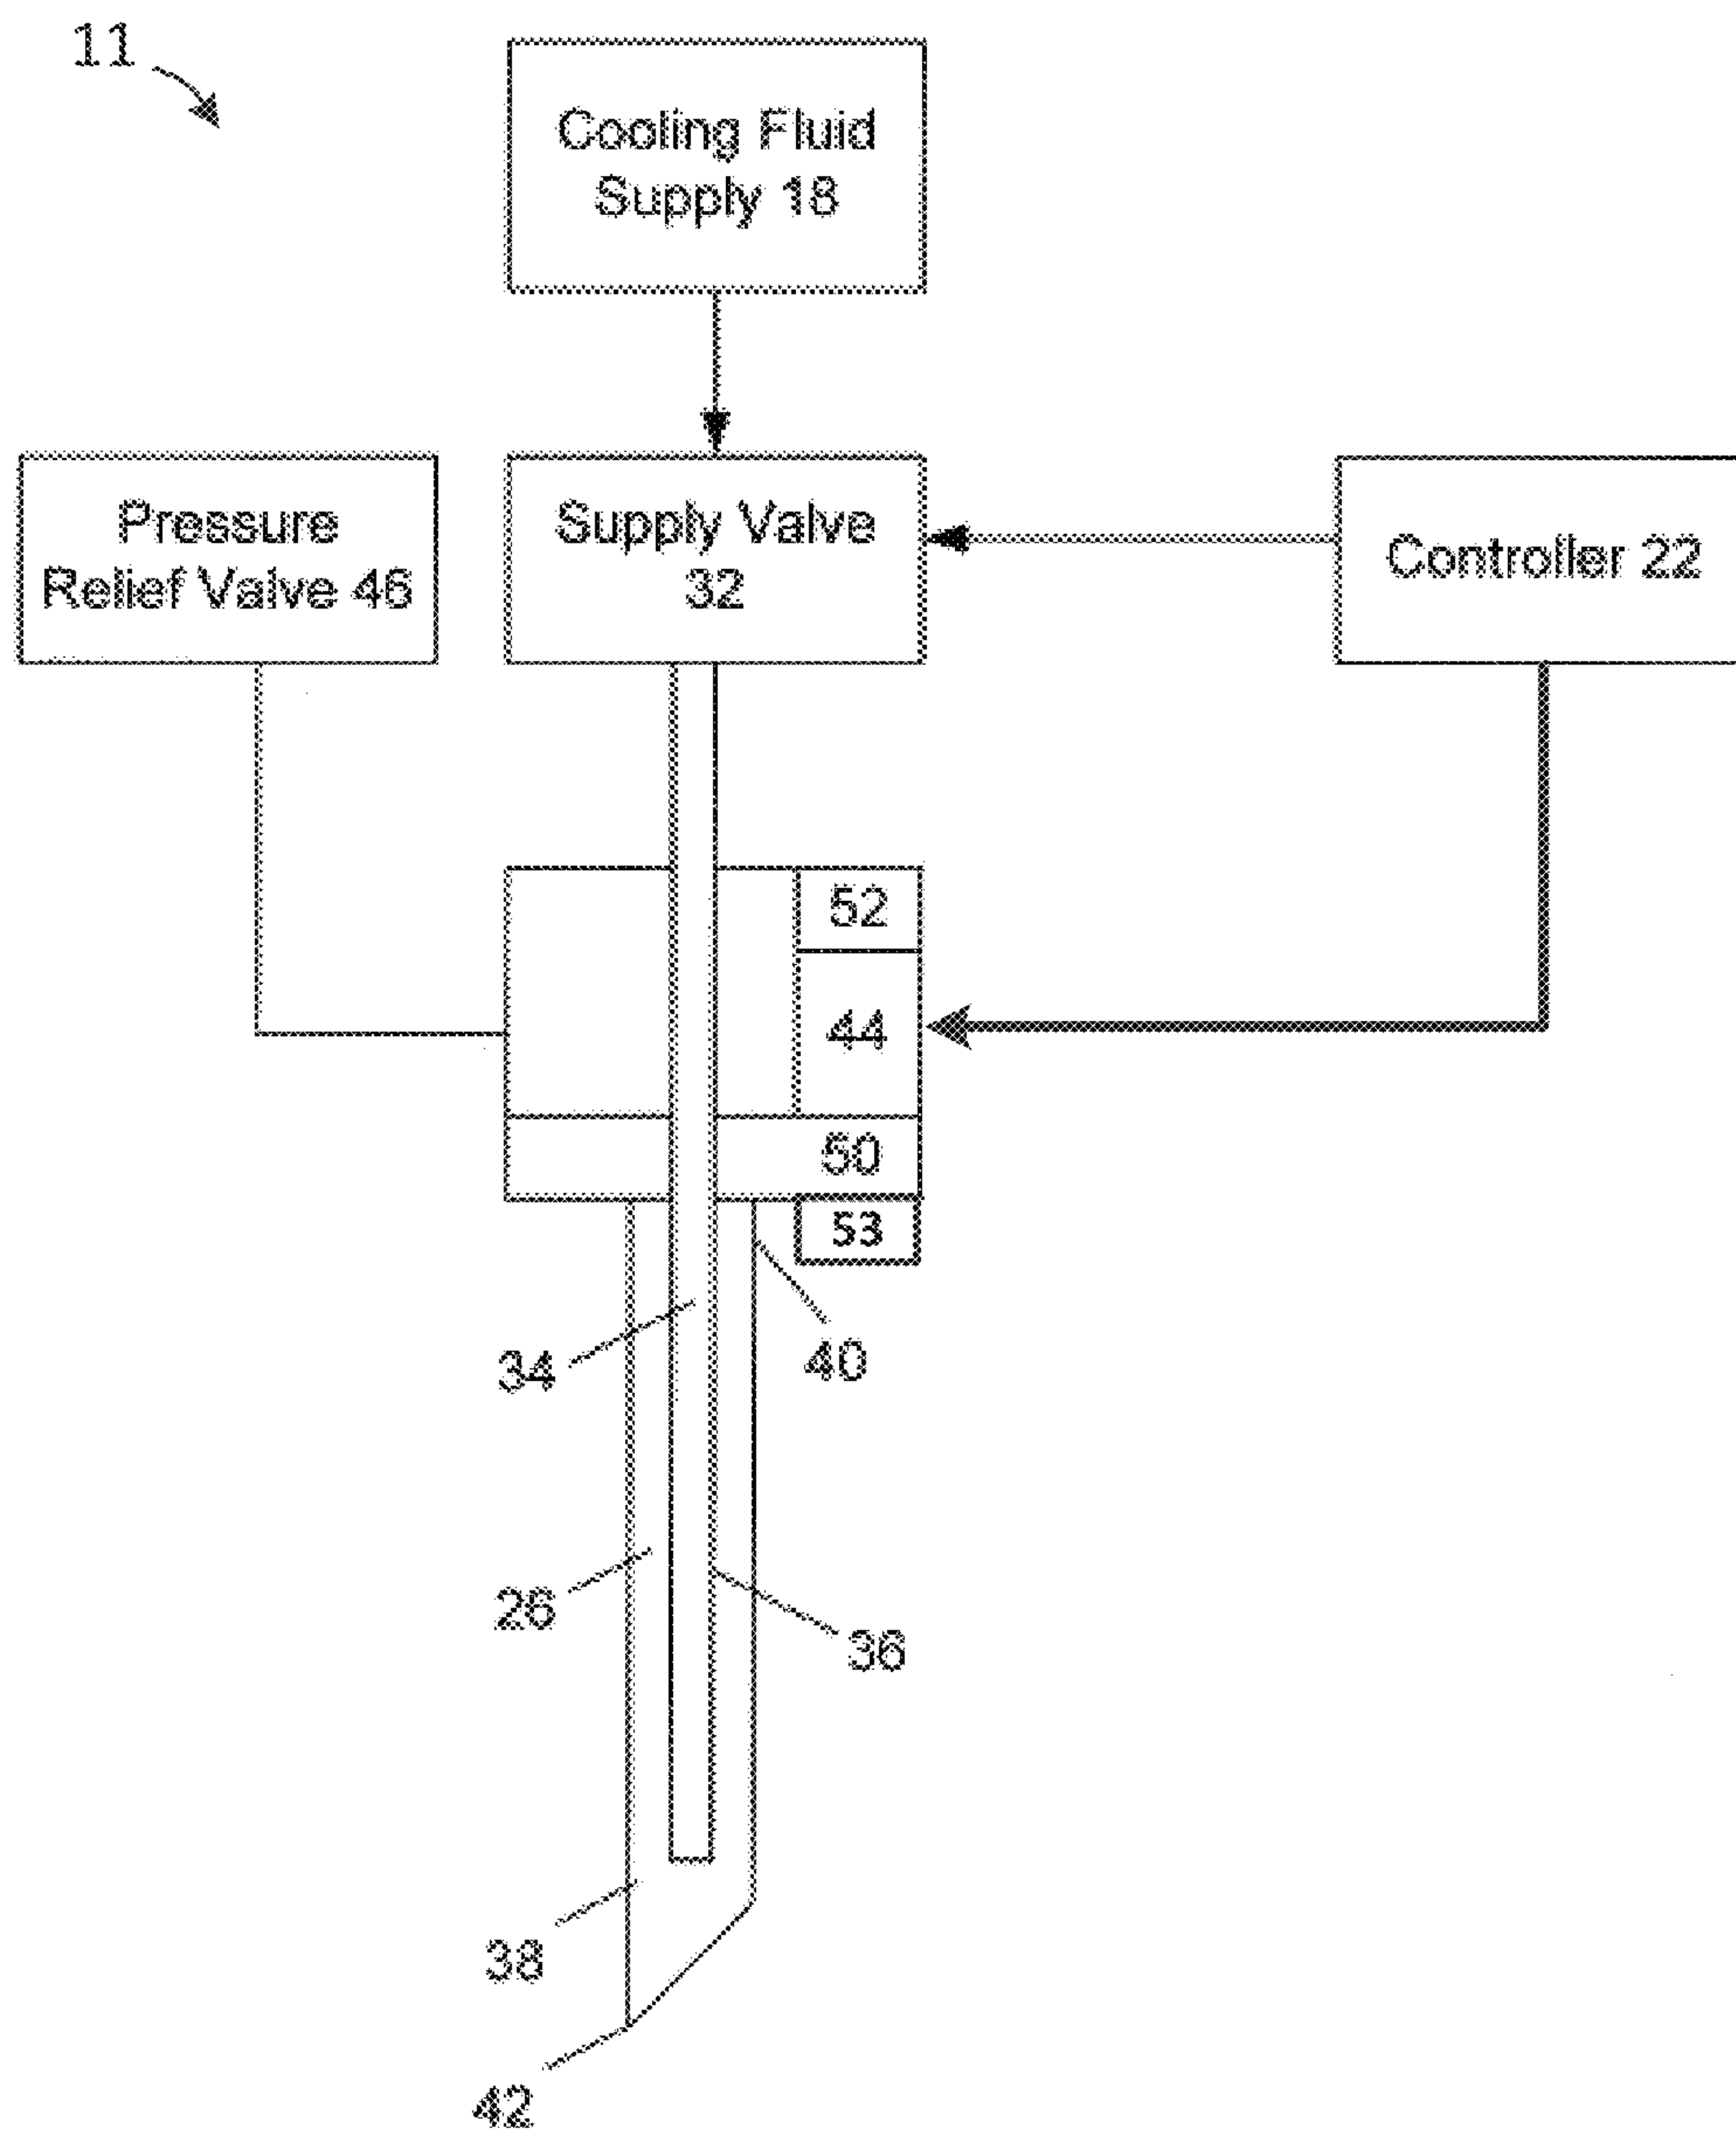 11
Cooling Fluid
Supply 18
Pressure
Relief Valve 46
Supply Valve
32
Controller 22
52
44
50
53
34
40
26
36
38
42